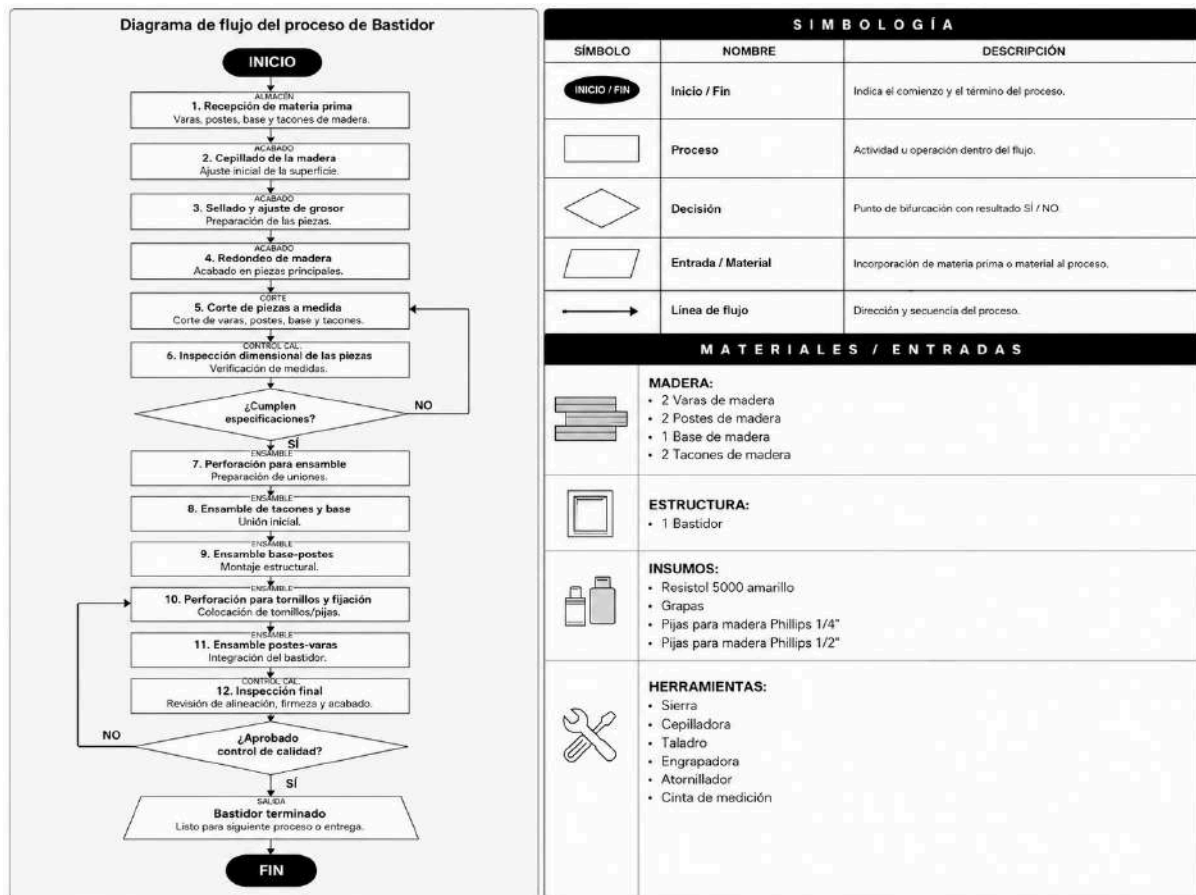 Diagrama de flujo del proceso de Bastidor
INICIO
ALMACÉN
1. Recepción de materia prima
Varas, postes, base y tacones de madera.
ACABADO
2. Cepillado de la madera
Ajuste inicial de la superficie.
ACABADO
3. Sellado y ajuste de grosor
Preparación de las piezas.
ACABADO
4. Redondeo de madera
Acabado en piezas principales.
CORTE
5. Corte de piezas a medida
Corte de varas, postes, base y tacones.
CONTROL CAL.
6. Inspección dimensional de las piezas
Verificación de medidas.
¿Cumplen
especificaciones?
NO
SÍ
ENSAMBLE
7. Perforación para ensamble
Preparación de uniones.
ENSAMBLE
8. Ensamble de tacones y base
Unión inicial.
ENSAMBLE
9. Ensamble base-postes
Montaje estructural.
ENSAMBLE
10. Perforación para tornillos y fijación
Colocación de tornillos/pijas.
ENSAMBLE
11. Ensamble postes-varas
Integración del bastidor.
CONTROL CAL.
12. Inspección final
Revisión de alineación, firmeza y acabado.
NO
¿Aprobado
control de calidad?
SÍ
SALIDA
Bastidor terminado
Listo para siguiente proceso o entrega.
FIN
SIMBOLOGÍA
SÍMBOLO NOMBRE DESCRIPCIÓN
INICIO / FIN Inicio / Fin Indica el comienzo y el término del proceso.
Proceso Actividad u operación dentro del flujo.
Decisión Punto de bifurcación con resultado SÍ / NO.
Entrada / Material Incorporación de materia prima o material al proceso.
Línea de flujo Dirección y secuencia del proceso.
MATERIALES / ENTRADAS
MADERA:
• 2 Varas de madera
• 2 Postes de madera
• 1 Base de madera
• 2 Tacones de madera
ESTRUCTURA:
• 1 Bastidor
INSUMOS:
• Resistol 5000 amarillo
• Grapas
• Pijas para madera Phillips 1/4"
• Pijas para madera Phillips 1/2"
HERRAMIENTAS:
• Sierra
• Cepilladora
• Taladro
• Engrapadora
• Atornillador
• Cinta de medición